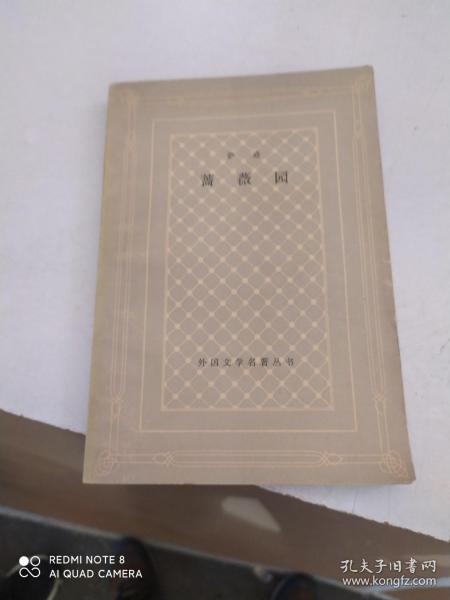 萨迪
蔷薇园
外国文学名著丛书
REDMI NOTE 8
AI QUAD CAMERA
孔夫子旧书网
www.kongfz.com